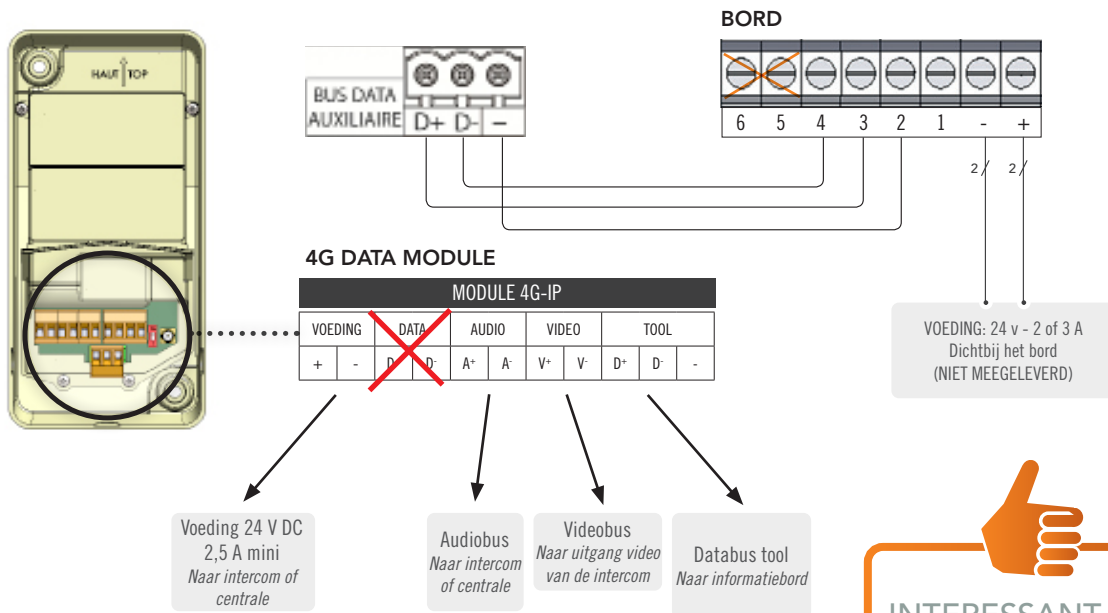 BORD
HAUT TOP
BUS DATA
AUXILIAIRE D+ D- -
6 5 4 3 2 1 - +
2 2
4G DATA MODULE
MODULE 4G-IP
VOEDING DATA AUDIO VIDEO TOOL
+ - D D- A+ A- V+ V- D+ D- -
VOEDING: 24 v - 2 of 3 A
Dichtbij het bord
(NIET MEEGELEVERD)
Voeding 24 V DC
2,5 A mini
Naar intercom of
centrale
Audiobus
Naar intercom
of centrale
Videobus
Naar uitgang video
van de intercom
Databus tool
Naar informatiebord
INTERESSANT